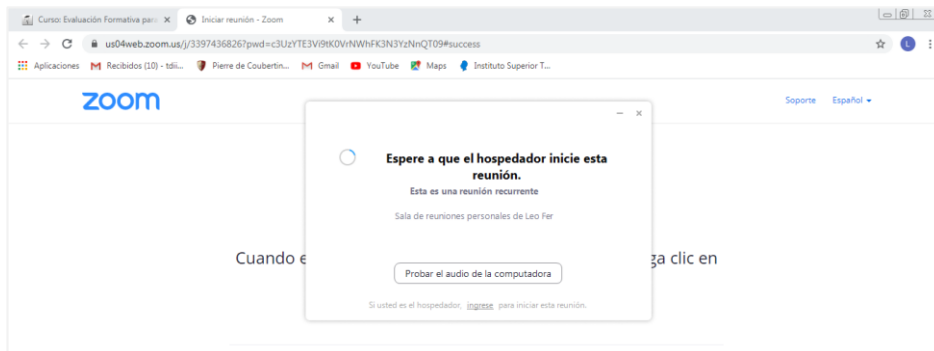 Curso: Evaluación Formativa para
Iniciar reunión - Zoom
us04web.zoom.us/j/3397436826?pwd=c3UzYTE3Vi9tK0VrNWhFK3N3YzNnQT09#success
L
Aplicaciones
Recibidos (10) - tdii...
Pierre de Coubertin...
Gmail
YouTube
Maps
Instituto Superior T...
zoom
Soporte
Español
Espere a que el hospedador inicie esta
reunión.
Esta es una reunión recurrente
Sala de reuniones personales de Leo Fer
Cuando e
ga clic en
Probar el audio de la computadora
Si usted es el hospedador, ingrese para iniciar esta reunión.